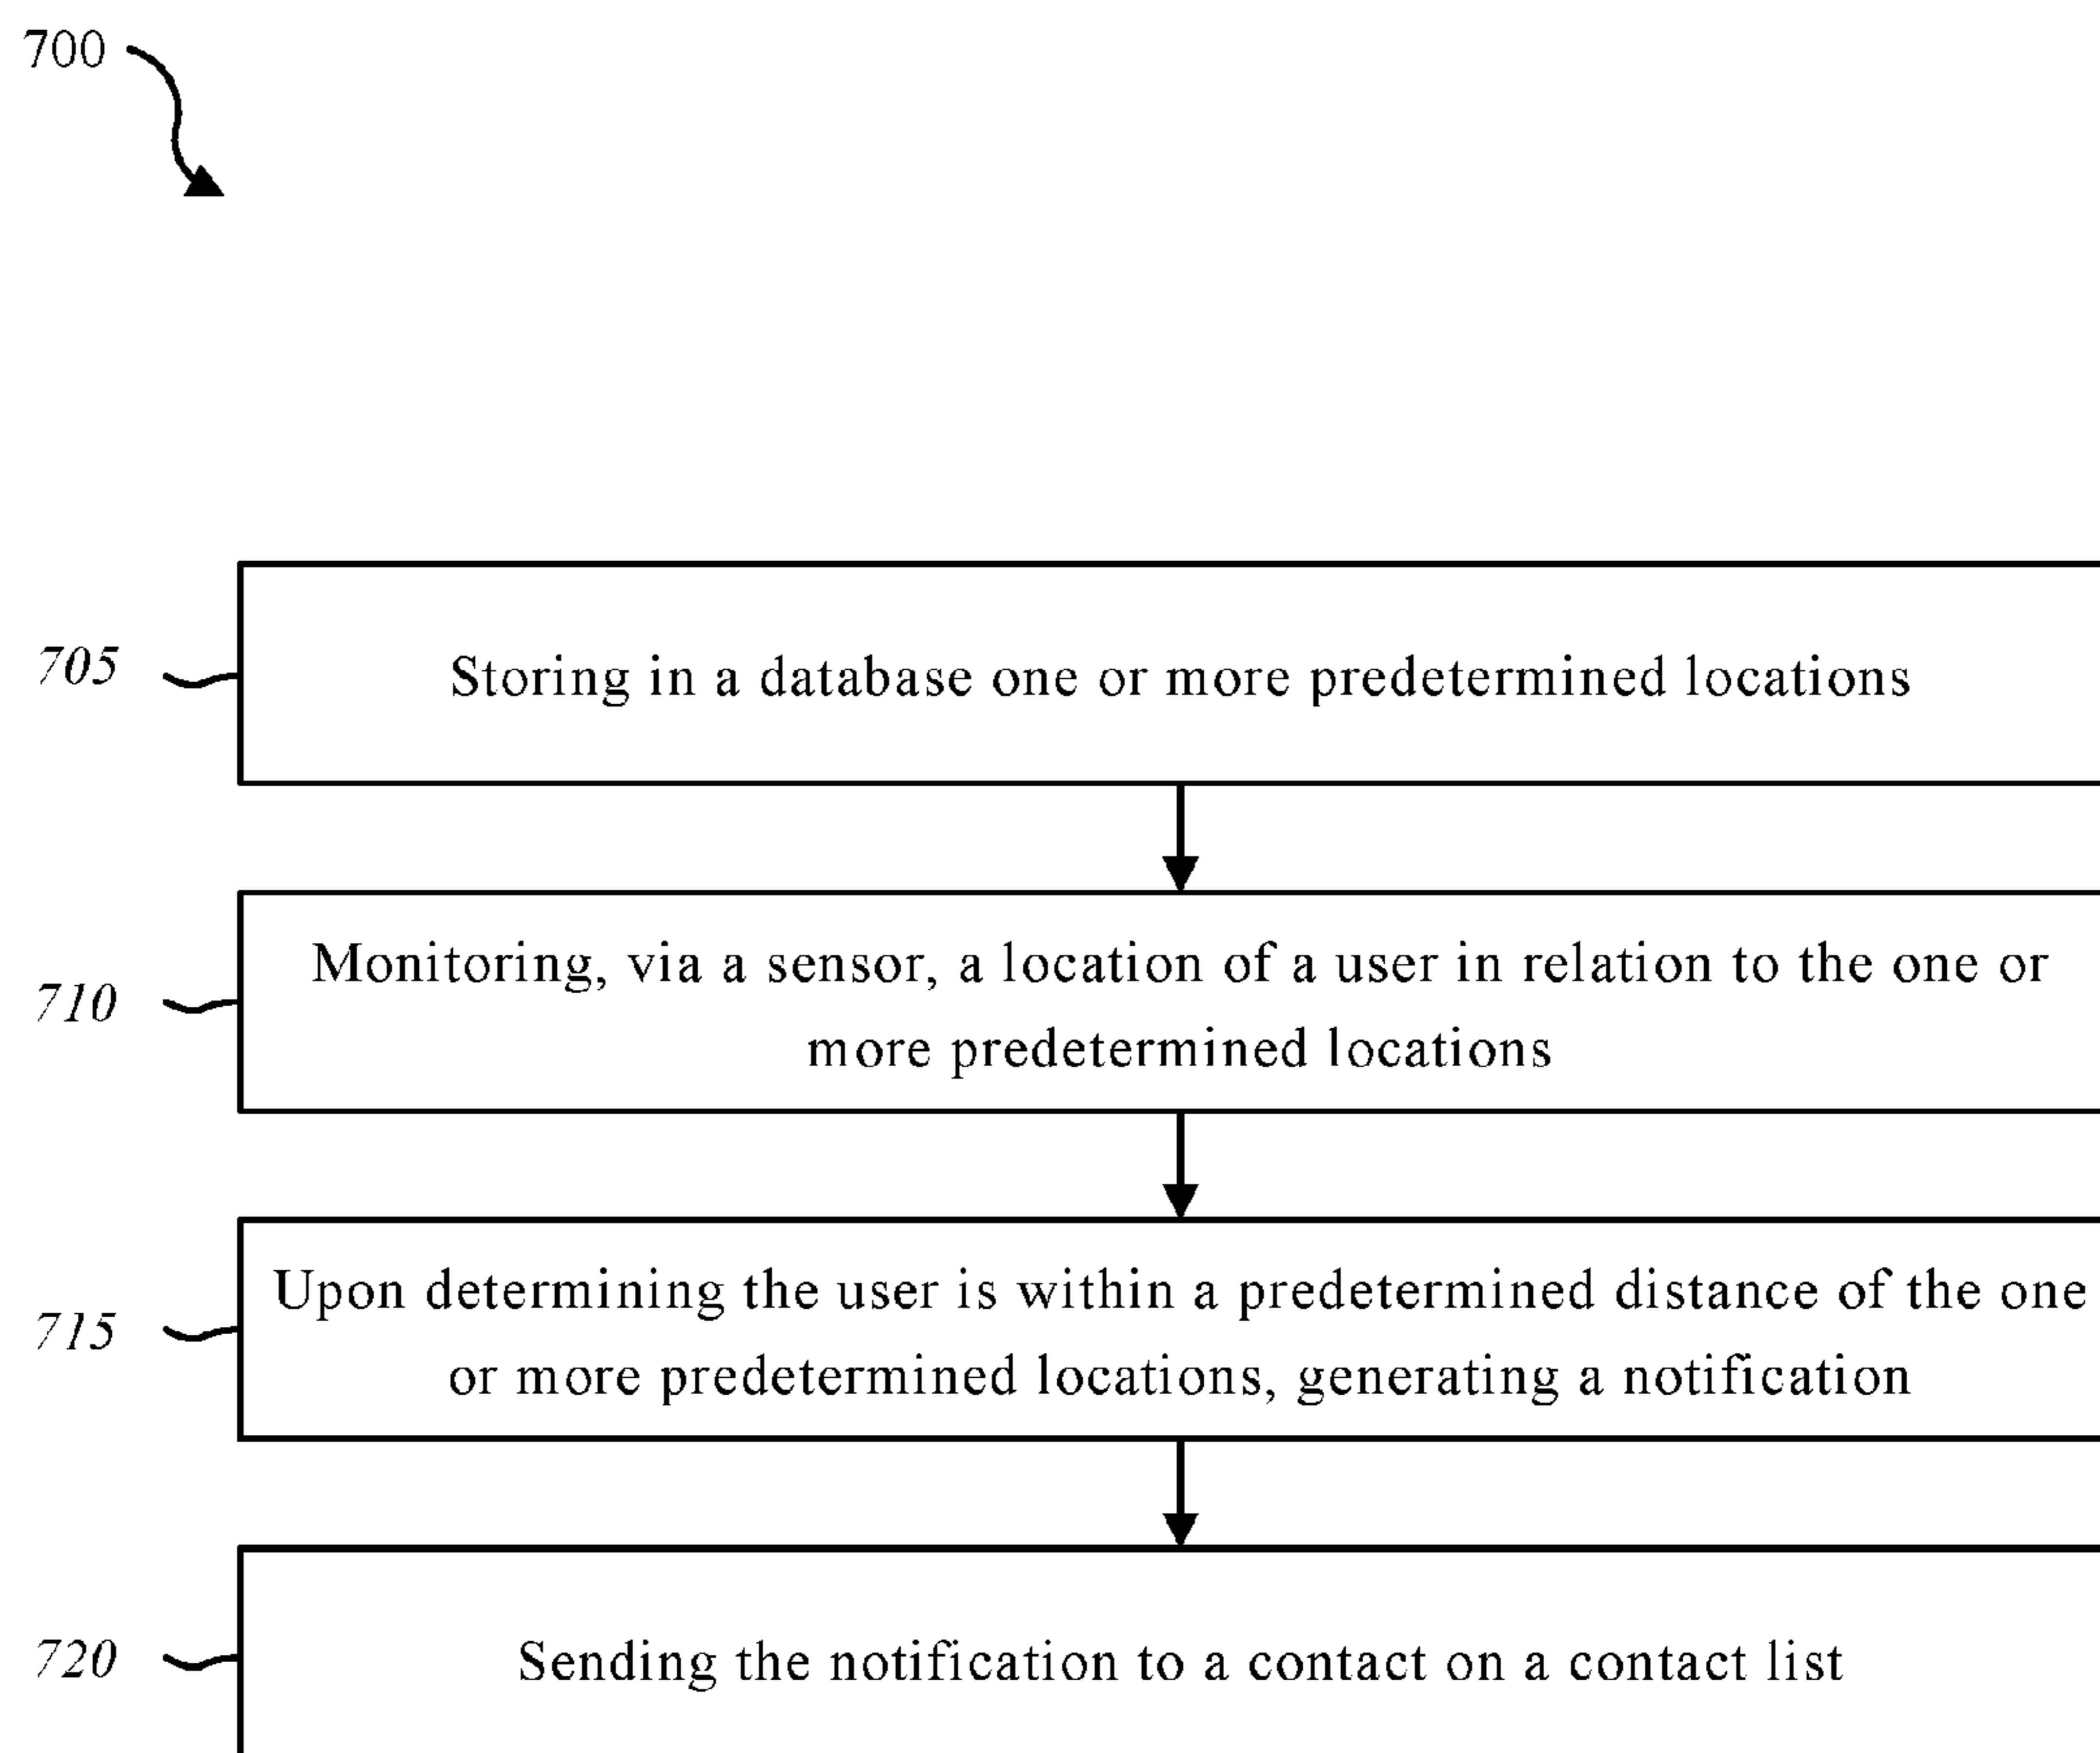 700
705
Storing in a database one or more predetermined locations
710
Monitoring, via a sensor, a location of a user in relation to the one or
more predetermined locations
715
Upon determining the user is within a predetermined distance of the one
or more predetermined locations, generating a notification
720
Sending the notification to a contact on a contact list